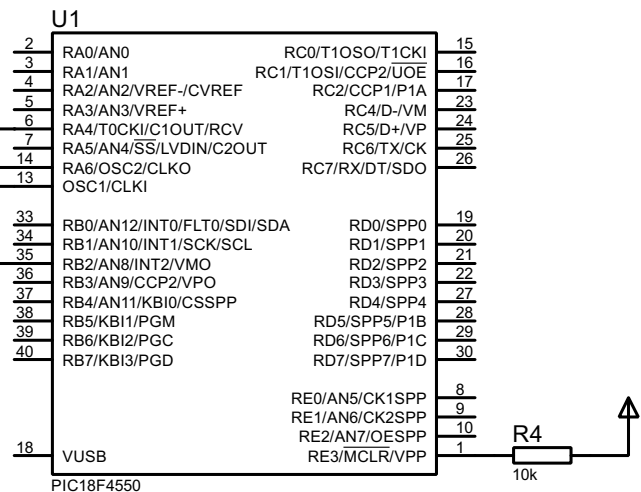 U1
2 RA0/AN0 RC0/T1OSO/T1CKI 15
3 RA1/AN1 RC1/T1OSI/CCP2/UOE 16
4 RA2/AN2/VREF-/CVREF RC2/CCP1/P1A 17
5 RA3/AN3/VREF+ RC4/D-/VM 23
6 RA4/T0CKI/C1OUT/RCV RC5/D+/VP 24
7 RA5/AN4/SS/LVDIN/C2OUT RC6/TX/CK 25
14 RA6/OSC2/CLKO RC7/RX/DT/SDO 26
13 OSC1/CLKI
33 RB0/AN12/INT0/FLT0/SDI/SDA RD0/SPP0 19
34 RB1/AN10/INT1/SCK/SCL RD1/SPP1 20
35 RB2/AN8/INT2/VMO RD2/SPP2 21
36 RB3/AN9/CCP2/VPO RD3/SPP3 22
37 RB4/AN11/KBI0/CSSPP RD4/SPP4 27
38 RB5/KBI1/PGM RD5/SPP5/P1B 28
39 RB6/KBI2/PGC RD6/SPP6/P1C 29
40 RB7/KBI3/PGD RD7/SPP7/P1D 30
RE0/AN5/CK1SPP 8
RE1/AN6/CK2SPP 9
RE2/AN7/OESPP 10
18 VUSB RE3/MCLR/VPP 1
R4
10k
PIC18F4550